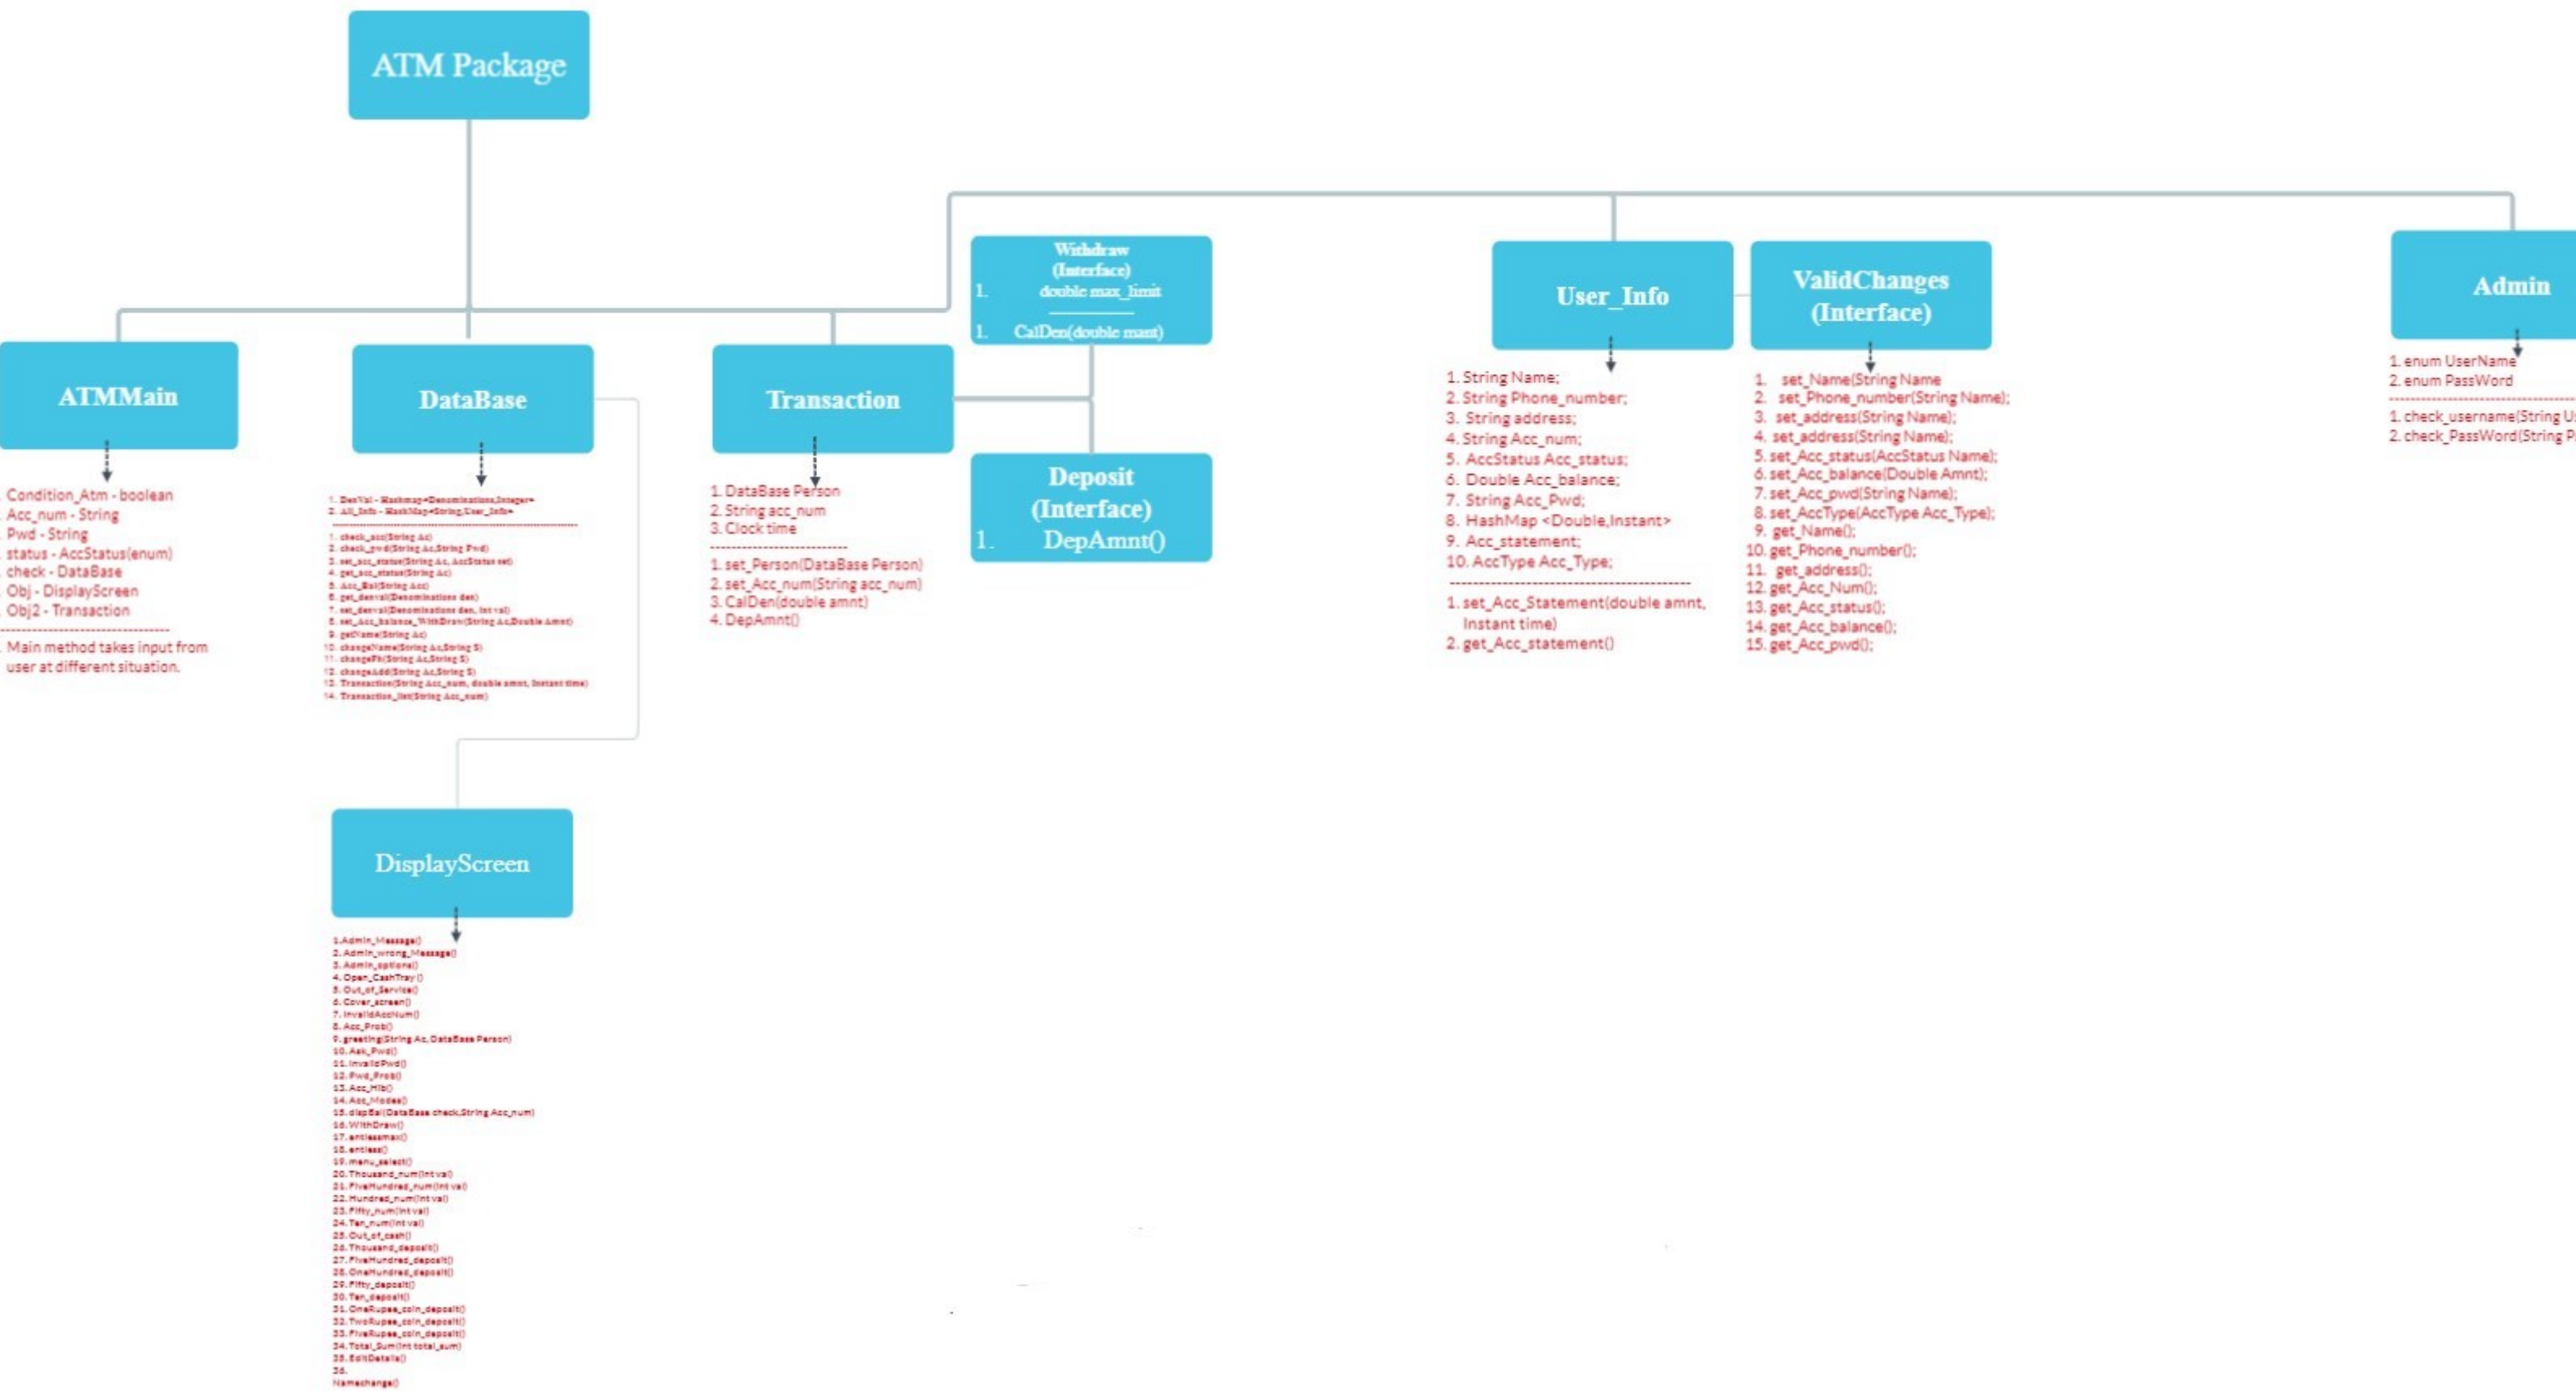 ATM Package
Withdraw
(Interface)
1. double max_limit
1. CalDen(double mant)
ATMMain
DataBase
Transaction
Deposit
(Interface)
1. DepAmnt()
User_Info
ValidChanges
(Interface)
Admin
Condition_Atm - boolean
Acc_num - String
Pwd - String
status - AccStatus(enum)
check - DataBase
Obj - DisplayScreen
Obj2 - Transaction
Main method takes input from
user at different situation.
1. DenVal - Hashmap<Denominations,Integer>
2. All_Info - HashMap<String,User_Info>
1. check_acc(String Ac)
2. check_pwd(String Ac,String Pwd)
3. set_acc_status(String Ac, AccStatus set)
4. get_acc_status(String Ac)
5. Acc_Bal(String Acc)
6. get_denval(Denominations den)
7. set_denval(Denominations den, int val)
8. set_Acc_balance_WithDraw(String Ac,Double Amnt)
9. getName(String Ac)
10. changeName(String Ac,String S)
11. changePh(String Ac,String S)
12. changeAdd(String Ac,String S)
13. Transaction(String Acc_num, double amnt, Instant time)
14. Transaction_list(String Acc_num)
1. DataBase Person
2. String acc_num
3. Clock time
1. set_Person(DataBase Person)
2. set_Acc_num(String acc_num)
3. CalDen(double amnt)
4. DepAmnt()
1. String Name;
2. String Phone_number;
3. String address;
4. String Acc_num;
5. AccStatus Acc_status;
6. Double Acc_balance;
7. String Acc_Pwd;
8. HashMap <Double,Instant>
9. Acc_statement;
10. AccType Acc_Type;
1. set_Acc_Statement(double amnt,
Instant time)
2. get_Acc_statement()
1. set_Name(String Name
2. set_Phone_number(String Name);
3. set_address(String Name);
4. set_address(String Name);
5. set_Acc_status(AccStatus Name);
6. set_Acc_balance(Double Amnt);
7. set_Acc_pwd(String Name);
8. set_AccType(AccType Acc_Type);
9. get_Name();
10. get_Phone_number();
11. get_address();
12. get_Acc_Num();
13. get_Acc_status();
14. get_Acc_balance();
15. get_Acc_pwd();
1. enum UserName
2. enum PassWord
1. check_username(String U
2. check_PassWord(String P
DisplayScreen
1.Admin_Message()
2. Admin_wrong_Message()
3. Admin_options()
4. Open_CashTray()
5. Out_of_Service()
6. Cover_screen()
7. InvalidAccNum()
8. Acc_Prob()
9. greeting(String Ac, DataBase Person)
10. Ask_Pwd()
11. InvalidPwd()
12. Pwd_Prob()
13. Acc_Hib()
14. Acc_Modes()
15. dispBal(DataBase check,String Acc_num)
16. WithDraw()
17. entlessmax()
18. entless()
19. menu_select()
20. Thousand_num(int val)
21. FiveHundred_num(int val)
22. Hundred_num(int val)
23. Fifty_num(int val)
24. Ten_num(int val)
25. Out_of_cash()
26. Thousand_deposit()
27. FiveHundred_deposit()
28. OneHundred_deposit()
29. Fifty_deposit()
30. Ten_deposit()
31. OneRupee_coin_deposit()
32. TwoRupee_coin_deposit()
33. FiveRupee_coin_deposit()
34. Total_Sum(int total_sum)
35. EditDetails()
36.
Namechange()